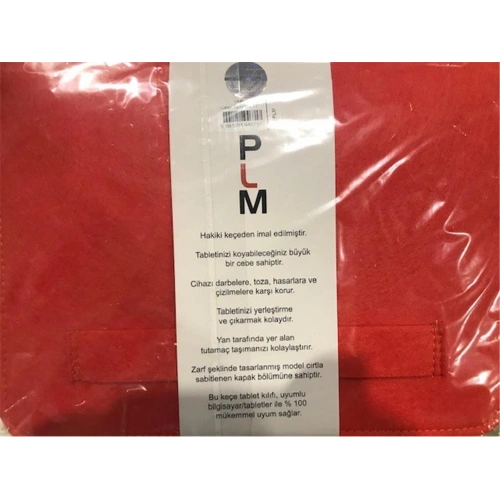 P
L
M
Hakiki keçeden imal edilmiştir.
Tabletinizi koyabileceğiniz büyük
bir cebe sahiptir.
Cihazı darbelere, toza, hasarlara ve
çizilmelere karşı korur.
Tabletinizi yerleştirme
ve çıkarmak kolaydır.
Yan tarafında yer alan
tutamaç taşımanızı kolaylaştırır.
Zarf şeklinde tasarlanmış model cırtla
sabitlenen kapak bölümüne sahiptir.
Bu keçe tablet kılıfı, uyumlu
bilgisayar/tabletler ile % 100
mükemmel uyum sağlar.